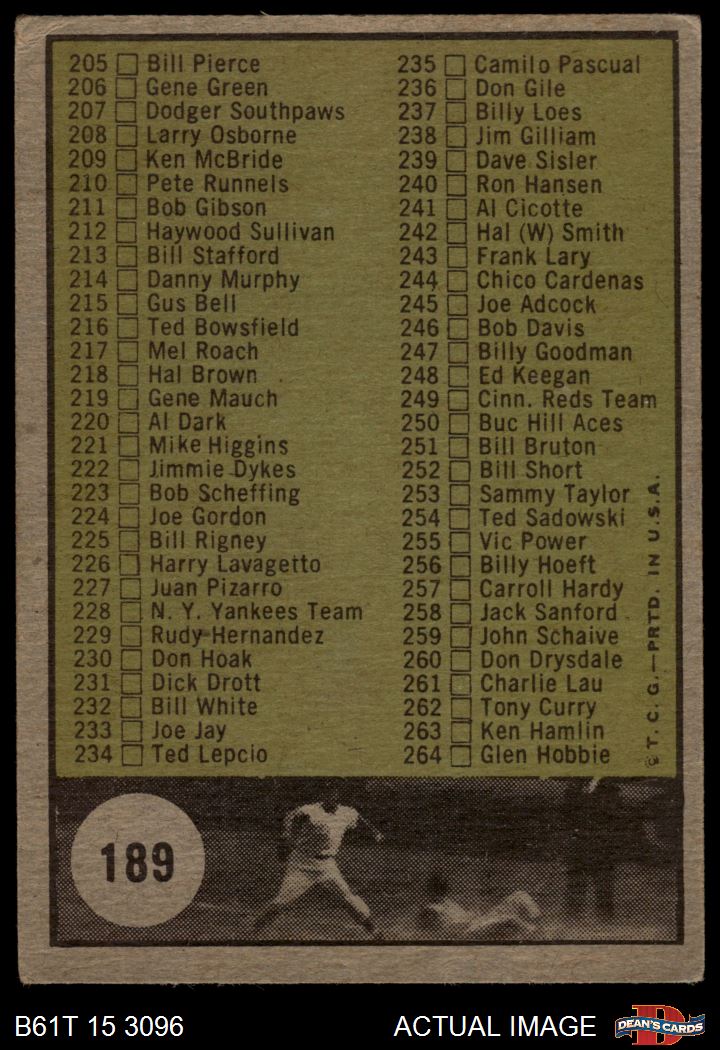 205 Bill Pierce
206 Gene Green
207 Dodger Southpaws
208 Larry Osborne
209 Ken McBride
210 Pete Runnels
211 Bob Gibson
212 Haywood Sullivan
213 Bill Stafford
214 Danny Murphy
215 Gus Bell
216 Ted Bowsfield
217 Mel Roach
218 Hal Brown
219 Gene Mauch
220 Al Dark
221 Mike Higgins
222 Jimmie Dykes
223 Bob Scheffing
224 Joe Gordon
225 Bill Rigney
226 Harry Lavagetto
227 Juan Pizarro
228 N. Y. Yankees Team
229 Rudy Hernandez
230 Don Hoak
231 Dick Drott
232 Bill White
233 Joe Jay
234 Ted Lepcio
235 Camilo Pascual
236 Don Gile
237 Billy Loes
238 Jim Gilliam
239 Dave Sisler
240 Ron Hansen
241 Al Cicotte
242 Hal (W) Smith
243 Frank Lary
244 Chico Cardenas
245 Joe Adcock
246 Bob Davis
247 Billy Goodman
248 Ed Keegan
249 Cinn. Reds Team
250 Buc Hill Aces
251 Bill Bruton
252 Bill Short
253 Sammy Taylor
254 Ted Sadowski
255 Vic Power
256 Billy Hoeft
257 Carroll Hardy
258 Jack Sanford
259 John Schaive
260 Don Drysdale
261 Charlie Lau
262 Tony Curry
263 Ken Hamlin
264 Glen Hobbie
© T. C. G.—PRTD. IN U.S.A.
189
B61T 15 3096
ACTUAL IMAGE
D
DEAN'S CARDS